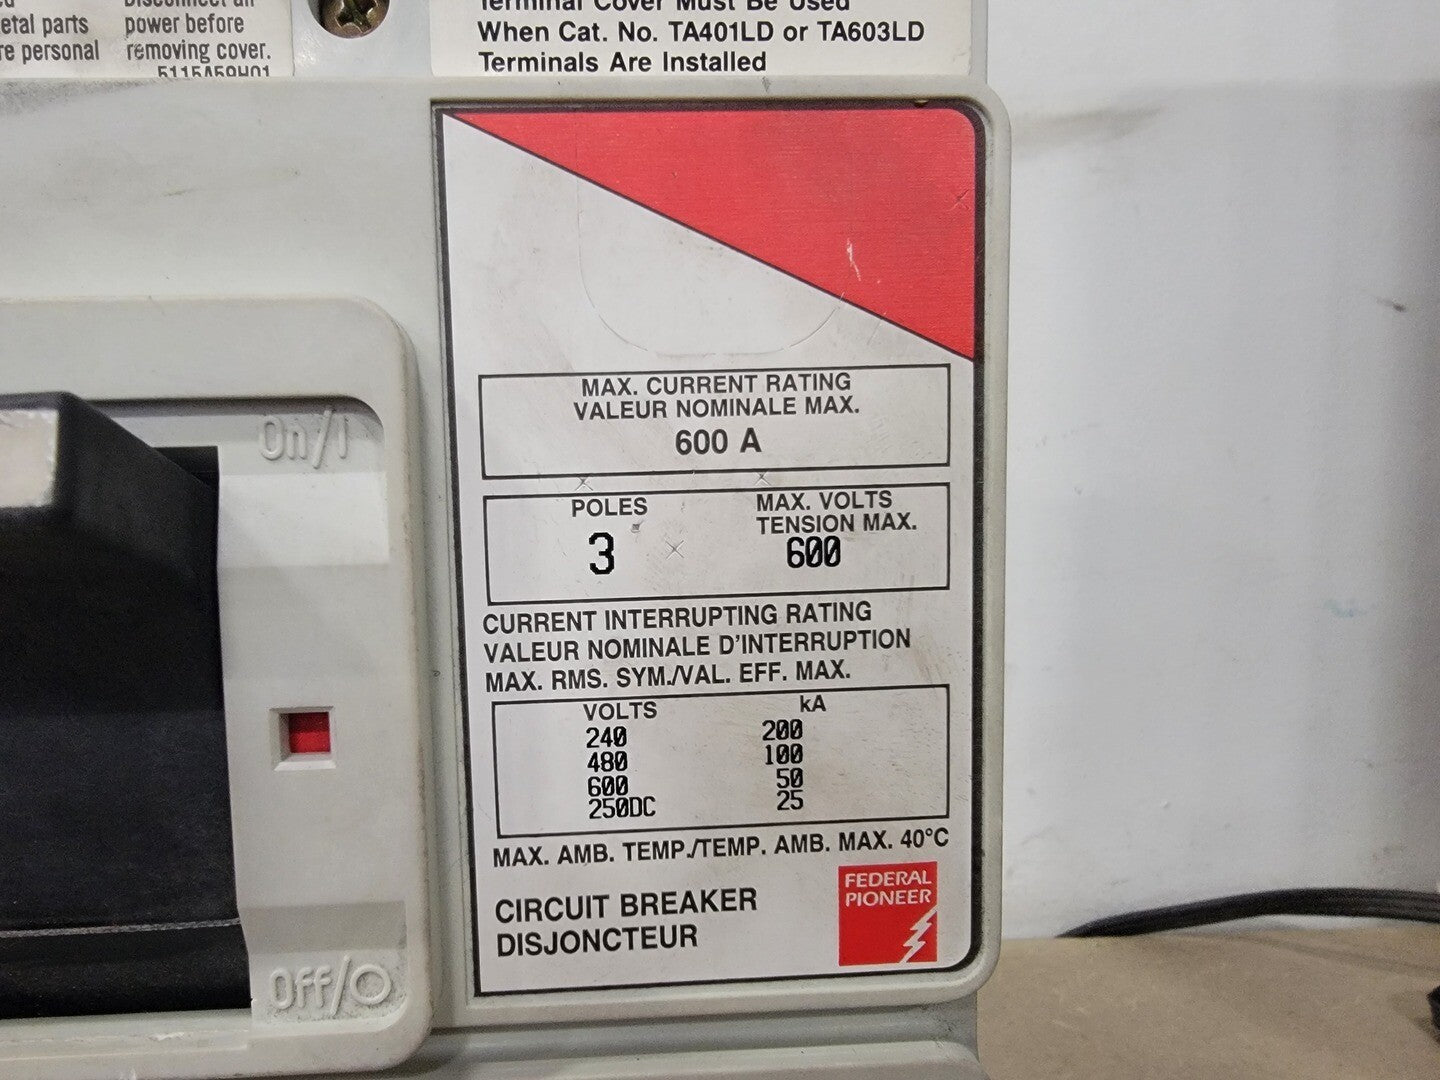 Disconnect all
etal parts power before
re personal removing cover.
5115A59H01
Terminal Cover Must Be Used
When Cat. No. TA401LD or TA603LD
Terminals Are Installed
MAX. CURRENT RATING
VALEUR NOMINALE MAX.
600 A
POLES
3
MAX. VOLTS
TENSION MAX.
600
CURRENT INTERRUPTING RATING
VALEUR NOMINALE D'INTERRUPTION
MAX. RMS. SYM./VAL. EFF. MAX.
VOLTS kA
240 200
480 100
600 50
250DC 25
MAX. AMB. TEMP./TEMP. AMB. MAX. 40°C
CIRCUIT BREAKER
DISJONCTEUR
FEDERAL
PIONEER
On/I
Off/O